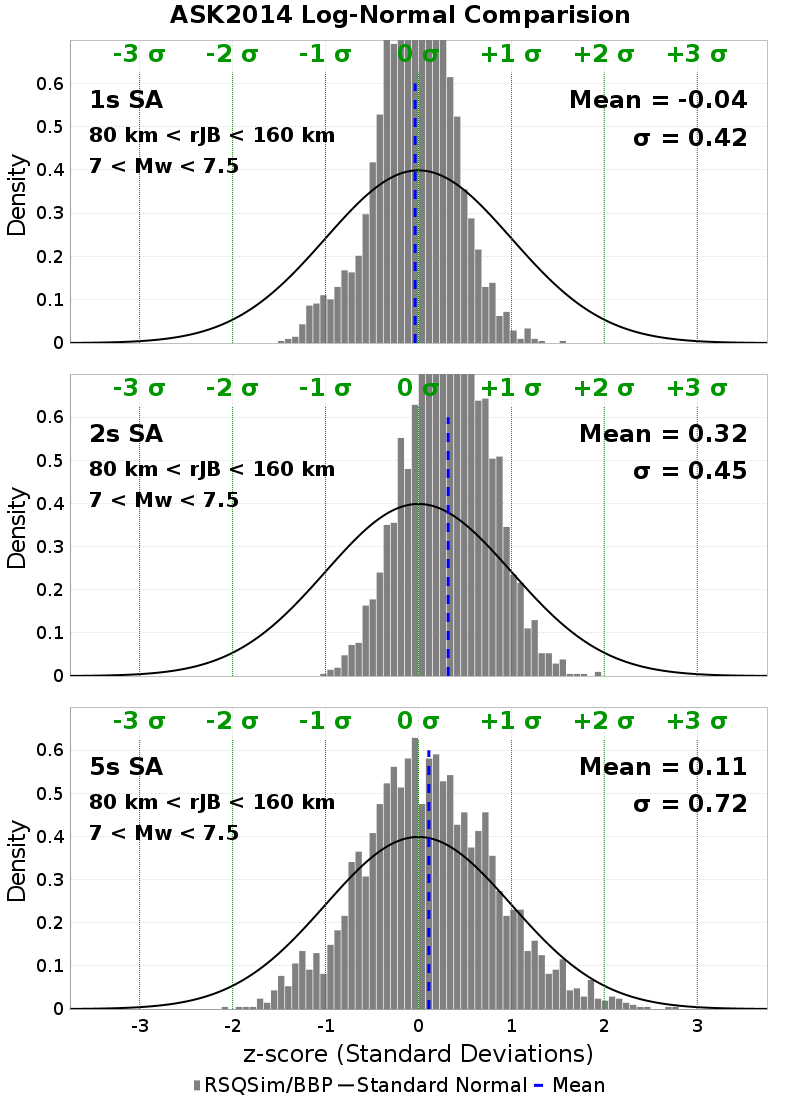 ASK2014 Log-Normal Comparision
-3 σ -2 σ -1 σ 0 σ +1 σ +2 σ +3 σ
1s SA
Mean = -0.04
80 km < rJB < 160 km
σ = 0.42
7 < Mw < 7.5
Density
0.6
0.5
0.4
0.3
0.2
0.1
0
-3 σ -2 σ -1 σ 0 σ +1 σ +2 σ +3 σ
2s SA
Mean = 0.32
80 km < rJB < 160 km
σ = 0.45
7 < Mw < 7.5
Density
0.6
0.5
0.4
0.3
0.2
0.1
0
-3 σ -2 σ -1 σ 0 σ +1 σ +2 σ +3 σ
5s SA
Mean = 0.11
80 km < rJB < 160 km
σ = 0.72
7 < Mw < 7.5
Density
0.6
0.5
0.4
0.3
0.2
0.1
0
-3 -2 -1 0 1 2 3
z-score (Standard Deviations)
RSQSim/BBP Standard Normal Mean